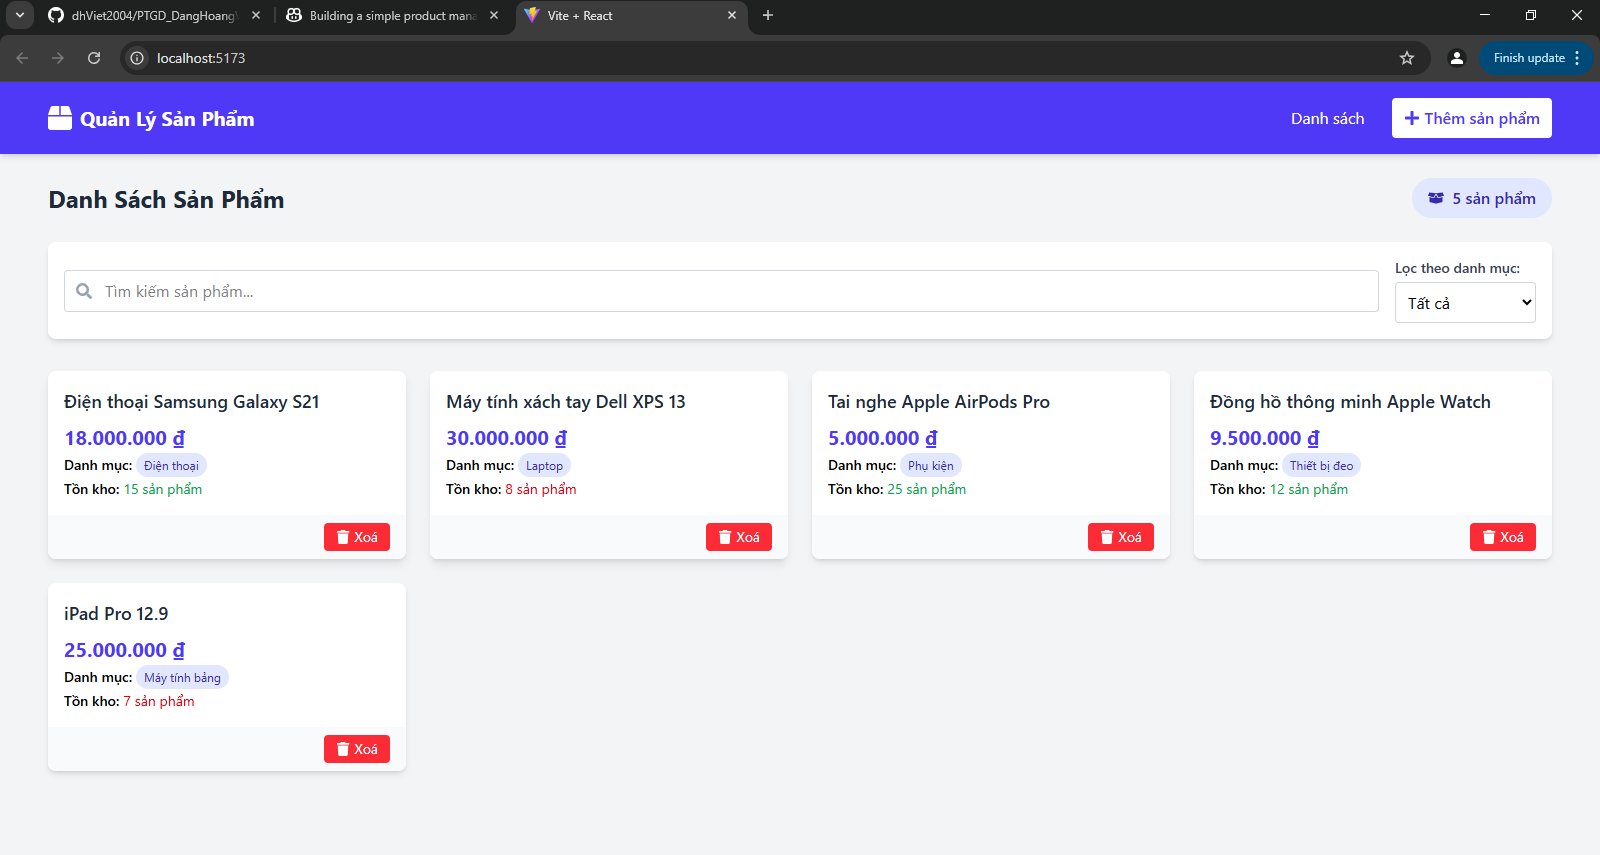 dhViet2004/PTGD_DangHoang
Building a simple product mana
Vite + React
localhost:5173
Finish update
Quản Lý Sản Phẩm
Danh sách
Thêm sản phẩm
Danh Sách Sản Phẩm
5 sản phẩm
Lọc theo danh mục:
Tìm kiếm sản phẩm...
Tất cả
Điện thoại Samsung Galaxy S21
18.000.000 ₫
Danh mục: Điện thoại
Tồn kho: 15 sản phẩm
Xoá
Máy tính xách tay Dell XPS 13
30.000.000 ₫
Danh mục: Laptop
Tồn kho: 8 sản phẩm
Xoá
Tai nghe Apple AirPods Pro
5.000.000 ₫
Danh mục: Phụ kiện
Tồn kho: 25 sản phẩm
Xoá
Đồng hồ thông minh Apple Watch
9.500.000 ₫
Danh mục: Thiết bị đeo
Tồn kho: 12 sản phẩm
Xoá
iPad Pro 12.9
25.000.000 ₫
Danh mục: Máy tính bảng
Tồn kho: 7 sản phẩm
Xoá